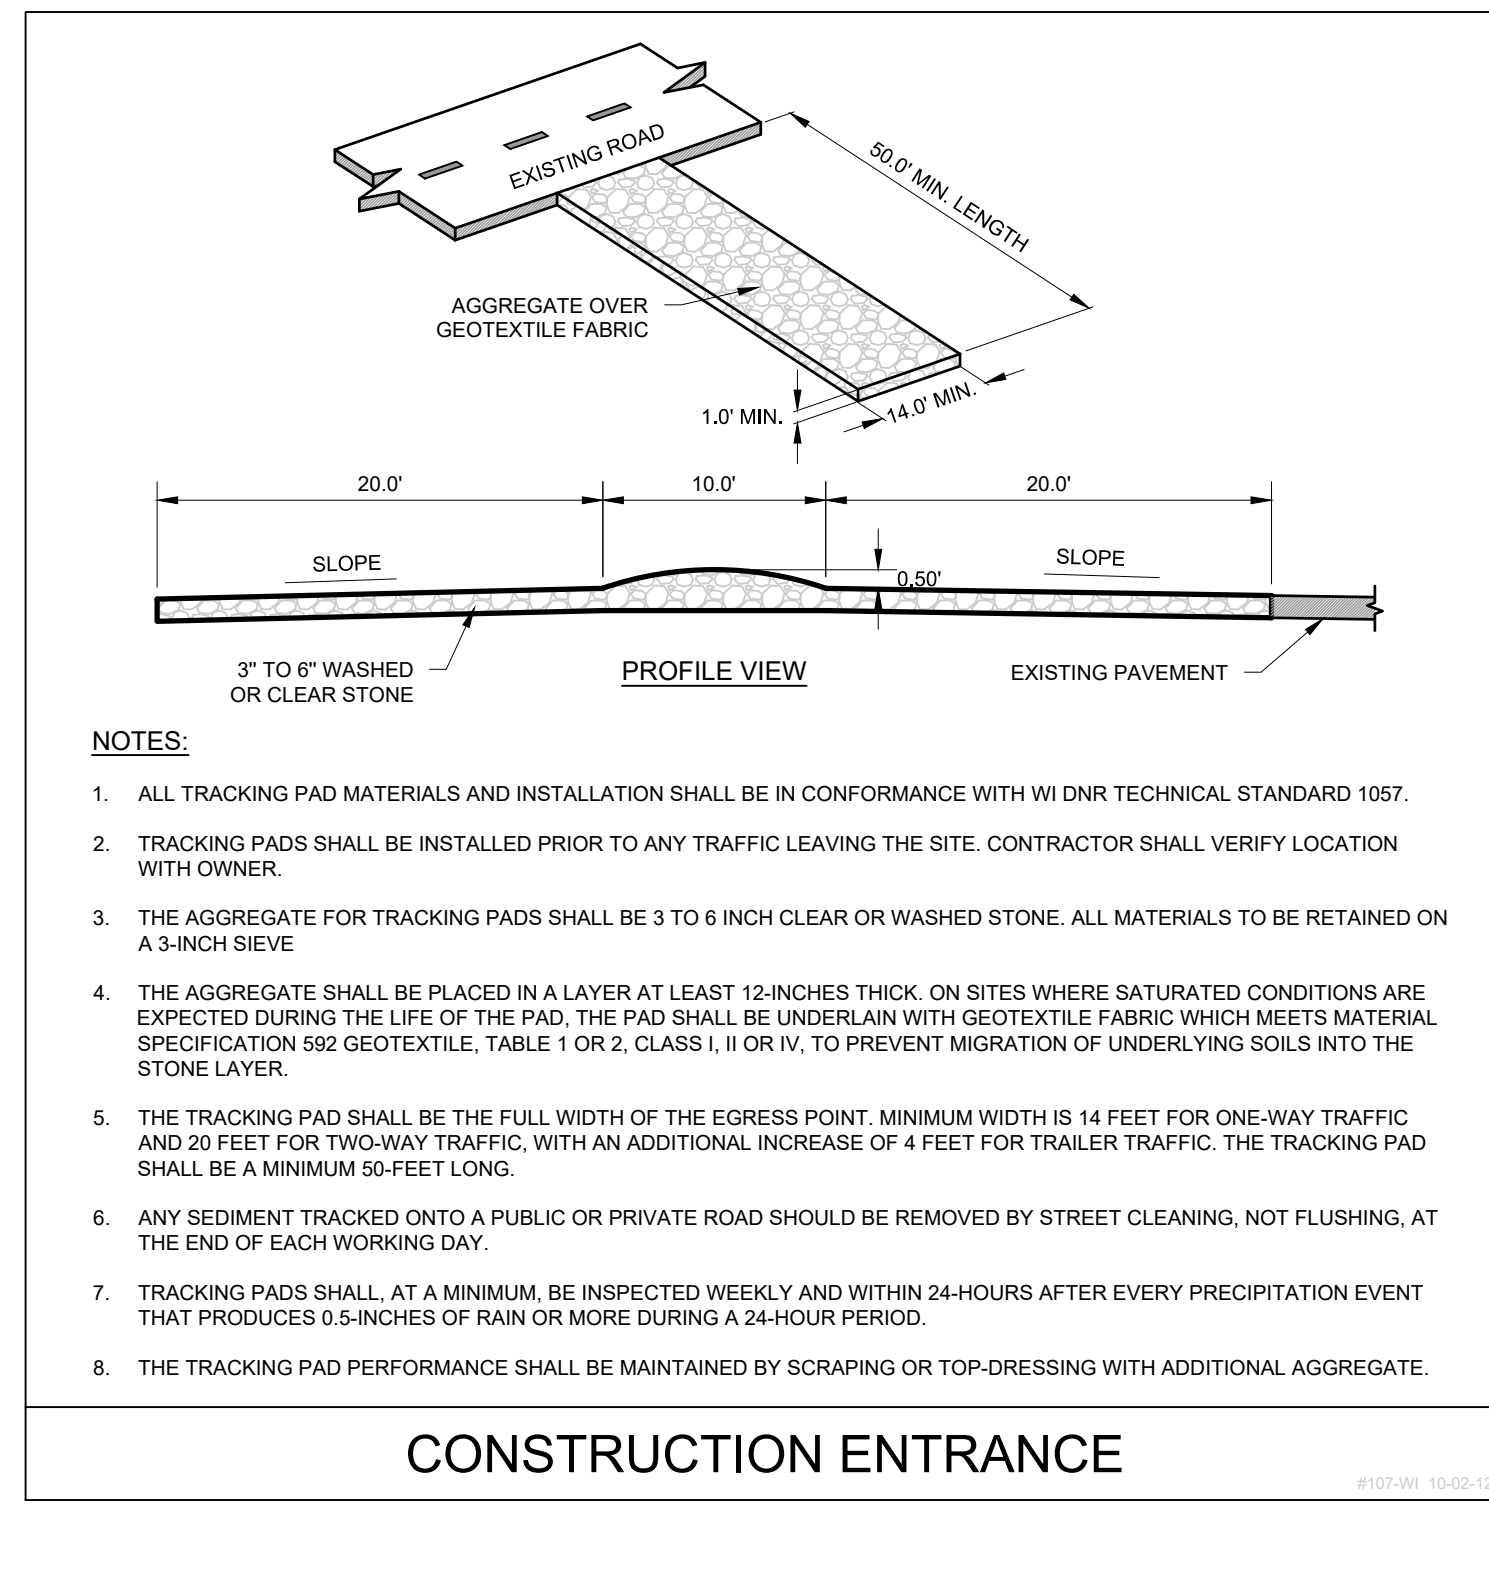 EXISTING ROAD
50.0' MIN. LENGTH
AGGREGATE OVER
GEOTEXTILE FABRIC
1.0' MIN.
14.0' MIN.
20.0'
10.0'
20.0'
SLOPE
SLOPE
0.50'
3" TO 6" WASHED
OR CLEAR STONE
PROFILE VIEW
EXISTING PAVEMENT
NOTES:
1. ALL TRACKING PAD MATERIALS AND INSTALLATION SHALL BE IN CONFORMANCE WITH WI DNR TECHNICAL STANDARD 1057.
2. TRACKING PADS SHALL BE INSTALLED PRIOR TO ANY TRAFFIC LEAVING THE SITE. CONTRACTOR SHALL VERIFY LOCATION
WITH OWNER.
3. THE AGGREGATE FOR TRACKING PADS SHALL BE 3 TO 6 INCH CLEAR OR WASHED STONE. ALL MATERIALS TO BE RETAINED ON
A 3-INCH SIEVE
4. THE AGGREGATE SHALL BE PLACED IN A LAYER AT LEAST 12-INCHES THICK. ON SITES WHERE SATURATED CONDITIONS ARE
EXPECTED DURING THE LIFE OF THE PAD, THE PAD SHALL BE UNDERLAIN WITH GEOTEXTILE FABRIC WHICH MEETS MATERIAL
SPECIFICATION 592 GEOTEXTILE, TABLE 1 OR 2, CLASS I, II OR IV, TO PREVENT MIGRATION OF UNDERLYING SOILS INTO THE
STONE LAYER.
5. THE TRACKING PAD SHALL BE THE FULL WIDTH OF THE EGRESS POINT. MINIMUM WIDTH IS 14 FEET FOR ONE-WAY TRAFFIC
AND 20 FEET FOR TWO-WAY TRAFFIC, WITH AN ADDITIONAL INCREASE OF 4 FEET FOR TRAILER TRAFFIC. THE TRACKING PAD
SHALL BE A MINIMUM 50-FEET LONG.
6. ANY SEDIMENT TRACKED ONTO A PUBLIC OR PRIVATE ROAD SHOULD BE REMOVED BY STREET CLEANING, NOT FLUSHING, AT
THE END OF EACH WORKING DAY.
7. TRACKING PADS SHALL, AT A MINIMUM, BE INSPECTED WEEKLY AND WITHIN 24-HOURS AFTER EVERY PRECIPITATION EVENT
THAT PRODUCES 0.5-INCHES OF RAIN OR MORE DURING A 24-HOUR PERIOD.
8. THE TRACKING PAD PERFORMANCE SHALL BE MAINTAINED BY SCRAPING OR TOP-DRESSING WITH ADDITIONAL AGGREGATE.
CONSTRUCTION ENTRANCE
#107-WI 10-02-12